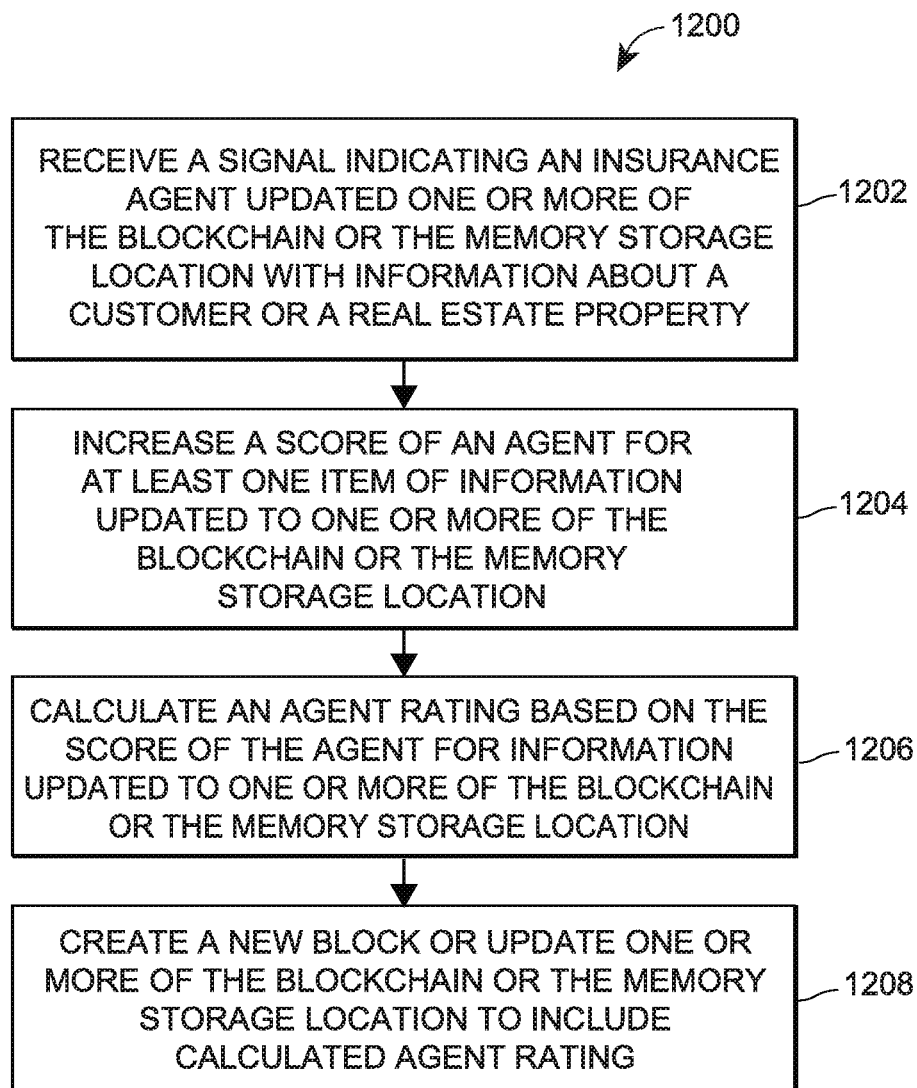 1200
RECEIVE A SIGNAL INDICATING AN INSURANCE
AGENT UPDATED ONE OR MORE OF
THE BLOCKCHAIN OR THE MEMORY STORAGE
LOCATION WITH INFORMATION ABOUT A
CUSTOMER OR A REAL ESTATE PROPERTY
1202
INCREASE A SCORE OF AN AGENT FOR
AT LEAST ONE ITEM OF INFORMATION
UPDATED TO ONE OR MORE OF THE
BLOCKCHAIN OR THE MEMORY
STORAGE LOCATION
1204
CALCULATE AN AGENT RATING BASED ON THE
SCORE OF THE AGENT FOR INFORMATION
UPDATED TO ONE OR MORE OF THE BLOCKCHAIN
OR THE MEMORY STORAGE LOCATION
1206
CREATE A NEW BLOCK OR UPDATE ONE OR
MORE OF THE BLOCKCHAIN OR THE MEMORY
STORAGE LOCATION TO INCLUDE
CALCULATED AGENT RATING
1208